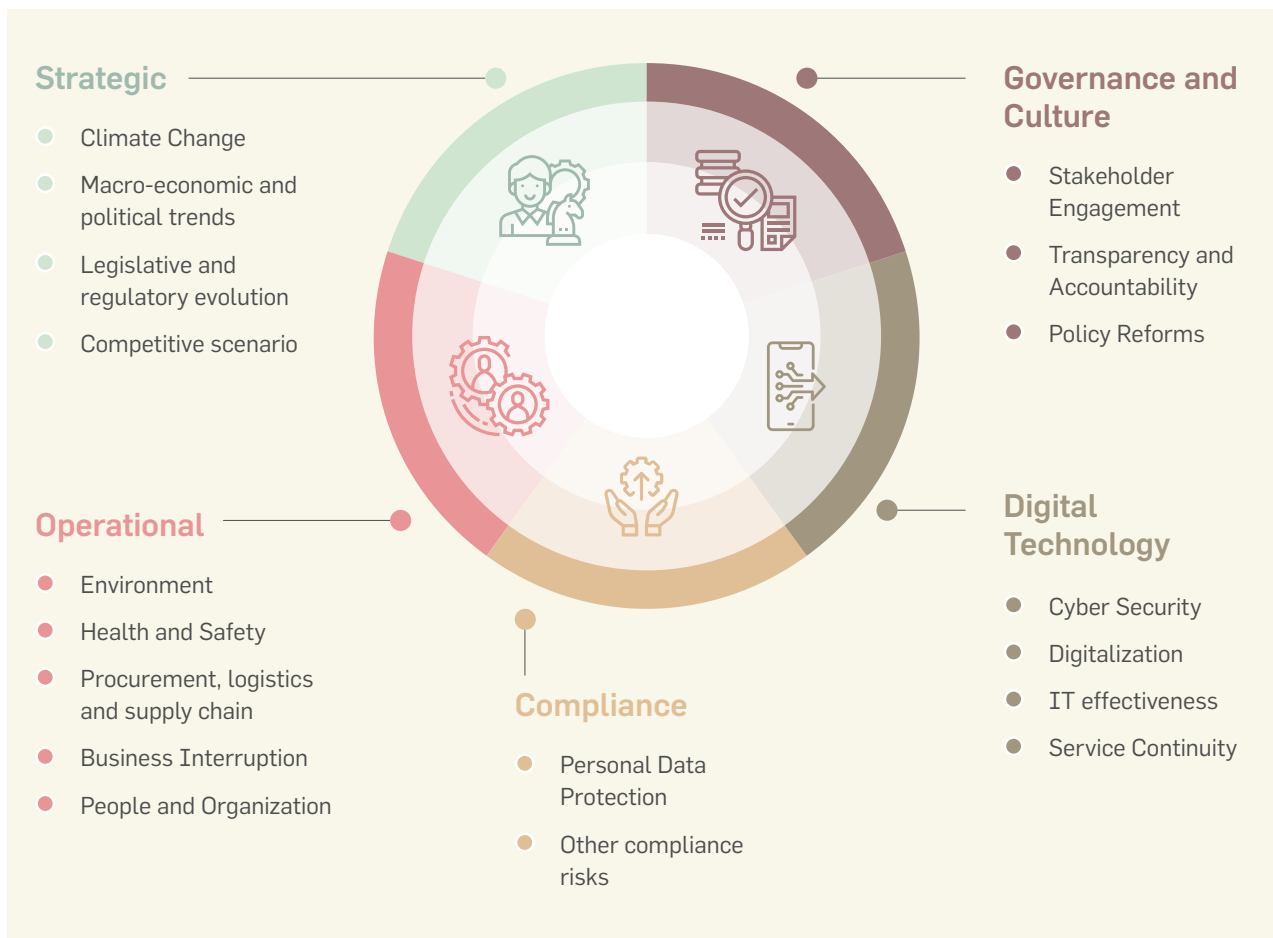 Strategic
Climate Change
Macro-economic and
political trends
Legislative and
regulatory evolution
Competitive scenario
Governance and
Culture
Stakeholder
Engagement
Transparency and
Accountability
Policy Reforms
Operational
Environment
Health and Safety
Procurement, logistics
and supply chain
Business Interruption
People and Organization
Compliance
Personal Data
Protection
Other compliance
risks
Digital
Technology
Cyber Security
Digitalization
IT effectiveness
Service Continuity